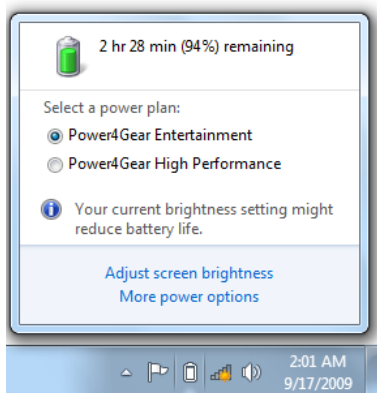 2 hr 28 min (94%) remaining
Select a power plan:
Power4Gear Entertainment
Power4Gear High Performance
Your current brightness setting might
reduce battery life.
Adjust screen brightness
More power options
2:01 AM
9/17/2009